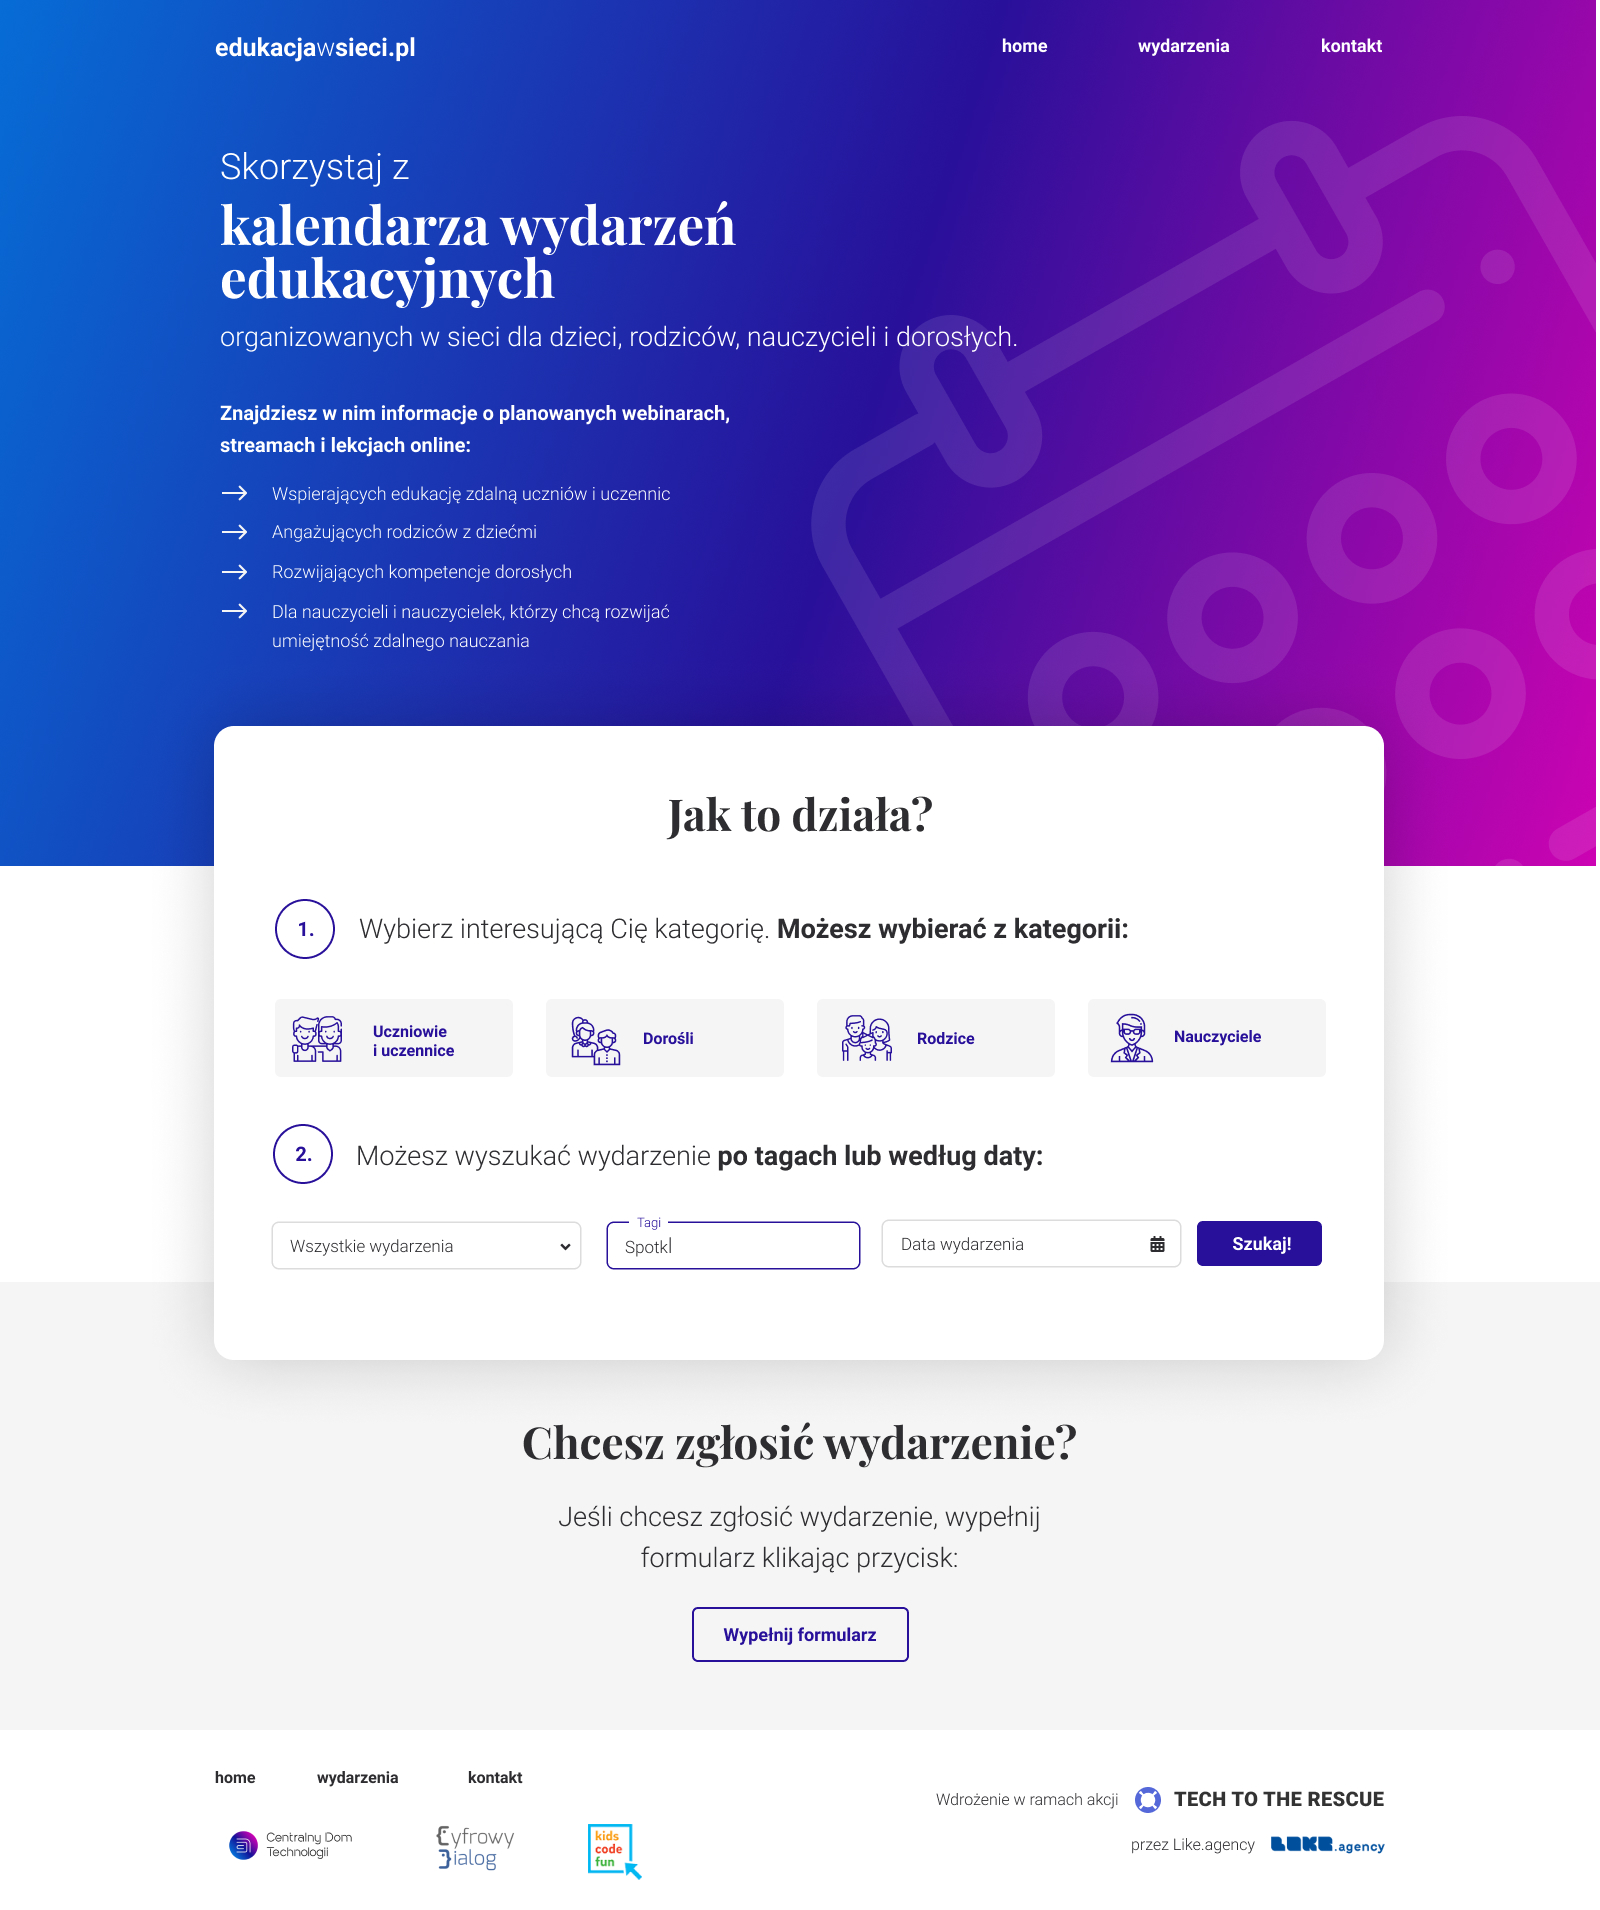 edukacjawsieci.pl
home
wydarzenia
kontakt
Skorzystaj z
kalendarza wydarzeń
edukacyjnych
organizowanych w sieci dla dzieci, rodziców, nauczycieli i dorosłych.
Znajdziesz w nim informacje o planowanych webinarach,
streamach i lekcjach online:
Wspierających edukację zdalną uczniów i uczennic
Angażujących rodziców z dziećmi
Rozwijających kompetencje dorosłych
Dla nauczycieli i nauczycielek, którzy chcą rozwijać
umiejętność zdalnego nauczania
Jak to działa?
1. Wybierz interesującą Cię kategorię. Możesz wybierać z kategorii:
Uczniowie
i uczennice
Dorośli
Rodzice
Nauczyciele
2. Możesz wyszukać wydarzenie po tagach lub według daty:
Wszystkie wydarzenia
Tagi
Spotk
Data wydarzenia
Szukaj!
Chcesz zgłosić wydarzenie?
Jeśli chcesz zgłosić wydarzenie, wypełnij
formularz klikając przycisk:
Wypełnij formularz
home
wydarzenia
kontakt
Centralny Dom
Technologii
Cyfrowy
Dialog
kids
code
fun
Wdrożenie w ramach akcji TECH TO THE RESCUE
przez Like.agency LIKE.agency